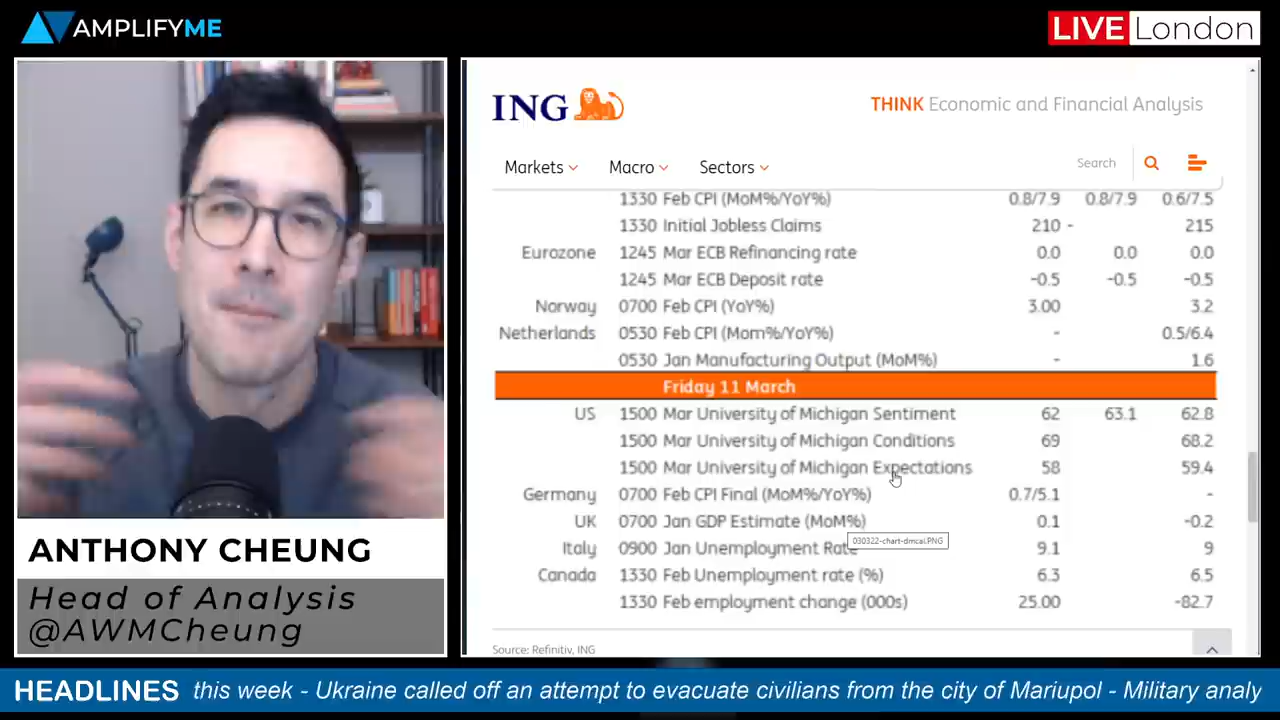 AMPLIFYME
LIVE London
ING
THINK Economic and Financial Analysis
Markets Macro Sectors Search
1330 Feb CPI (MoM%/YoY%) 0.8/7.9 0.8/7.9 0.6/7.5
1330 Initial Jobless Claims 210 - 215
Eurozone 1245 Mar ECB Refinancing rate 0.0 0.0 0.0
1245 Mar ECB Deposit rate -0.5 -0.5 -0.5
Norway 0700 Feb CPI (YoY%) 3.00 3.2
Netherlands 0530 Feb CPI (Mom%/YoY%) - 0.5/6.4
0530 Jan Manufacturing Output (MoM%) - 1.6
Friday 11 March
US 1500 Mar University of Michigan Sentiment 62 63.1 62.8
1500 Mar University of Michigan Conditions 69 68.2
1500 Mar University of Michigan Expectations 58 59.4
Germany 0700 Feb CPI Final (MoM%/YoY%) 0.7/5.1 -
UK 0700 Jan GDP Estimate (MoM%) 0.1 -0.2
030322-chart-dmcal.PNG
Italy 0900 Jan Unemployment Rate 9.1 9
Canada 1330 Feb Unemployment rate (%) 6.3 6.5
1330 Feb employment change (000s) 25.00 -82.7
Source: Refinitiv, ING
ANTHONY CHEUNG
Head of Analysis
@AWMCheung
HEADLINES this week - Ukraine called off an attempt to evacuate civilians from the city of Mariupol - Military analy